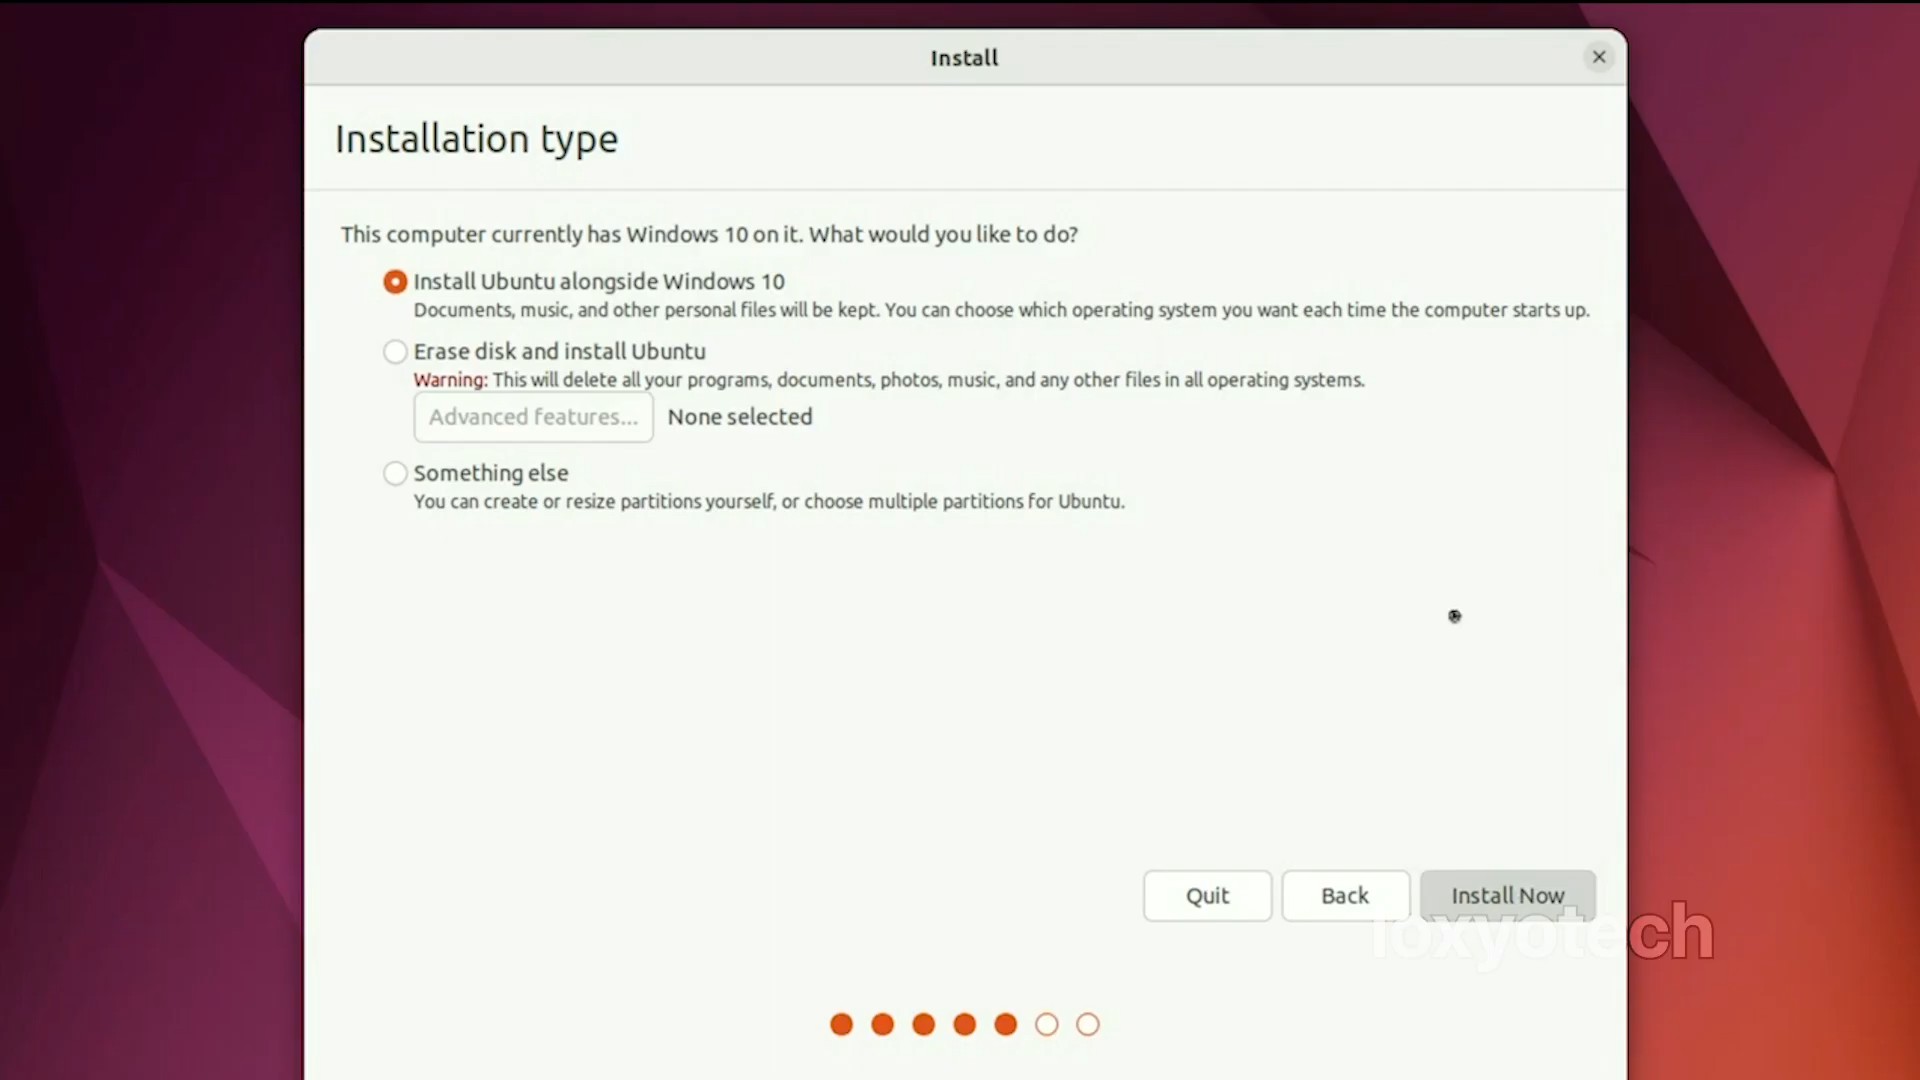 Install
Installation type
This computer currently has Windows 10 on it. What would you like to do?
Install Ubuntu alongside Windows 10
Documents, music, and other personal files will be kept. You can choose which operating system you want each time the computer starts up.
Erase disk and install Ubuntu
Warning: This will delete all your programs, documents, photos, music, and any other files in all operating systems.
Advanced features... None selected
Something else
You can create or resize partitions yourself, or choose multiple partitions for Ubuntu.
Quit Back Install Now
foxyotech